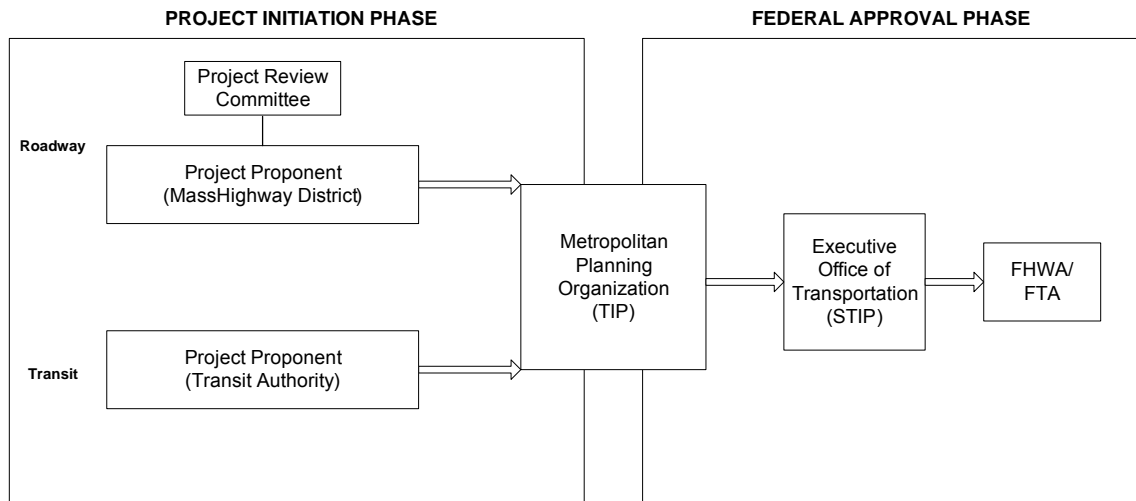 PROJECT INITIATION PHASE
FEDERAL APPROVAL PHASE
Project Review
Committee
Roadway
Project Proponent
(MassHighway District)
Metropolitan
Planning
Organization
(TIP)
Executive
Office of
Transportation
(STIP)
FHWA/
FTA
Transit
Project Proponent
(Transit Authority)